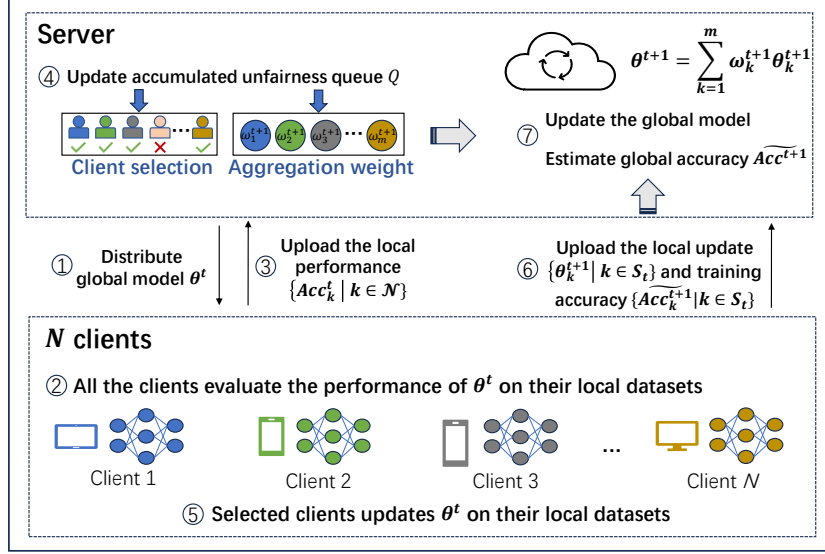 Server
④ Update accumulated unfairness queue Q
Client selection
ω₁ᵗ⁺¹ ω₂ᵗ⁺¹ ω₃ᵗ⁺¹ ... ωₘᵗ⁺¹
Aggregation weight
θᵗ⁺¹ = ∑ₖ₌₁ᵐ ωₖᵗ⁺¹θₖᵗ⁺¹
⑦ Update the global model
Estimate global accuracy \widetilde{Acc^{t+1}}
① Distribute
global model θᵗ
③ Upload the local
performance
{Accₖᵗ | k ∈ 𝒩}
⑥ Upload the local update
{θₖᵗ⁺¹ | k ∈ Sₜ} and training
accuracy {\widetilde{Acc_k^{t+1}}|k ∈ Sₜ}
N clients
② All the clients evaluate the performance of θᵗ on their local datasets
Client 1
Client 2
Client 3
...
Client N
⑤ Selected clients updates θᵗ on their local datasets